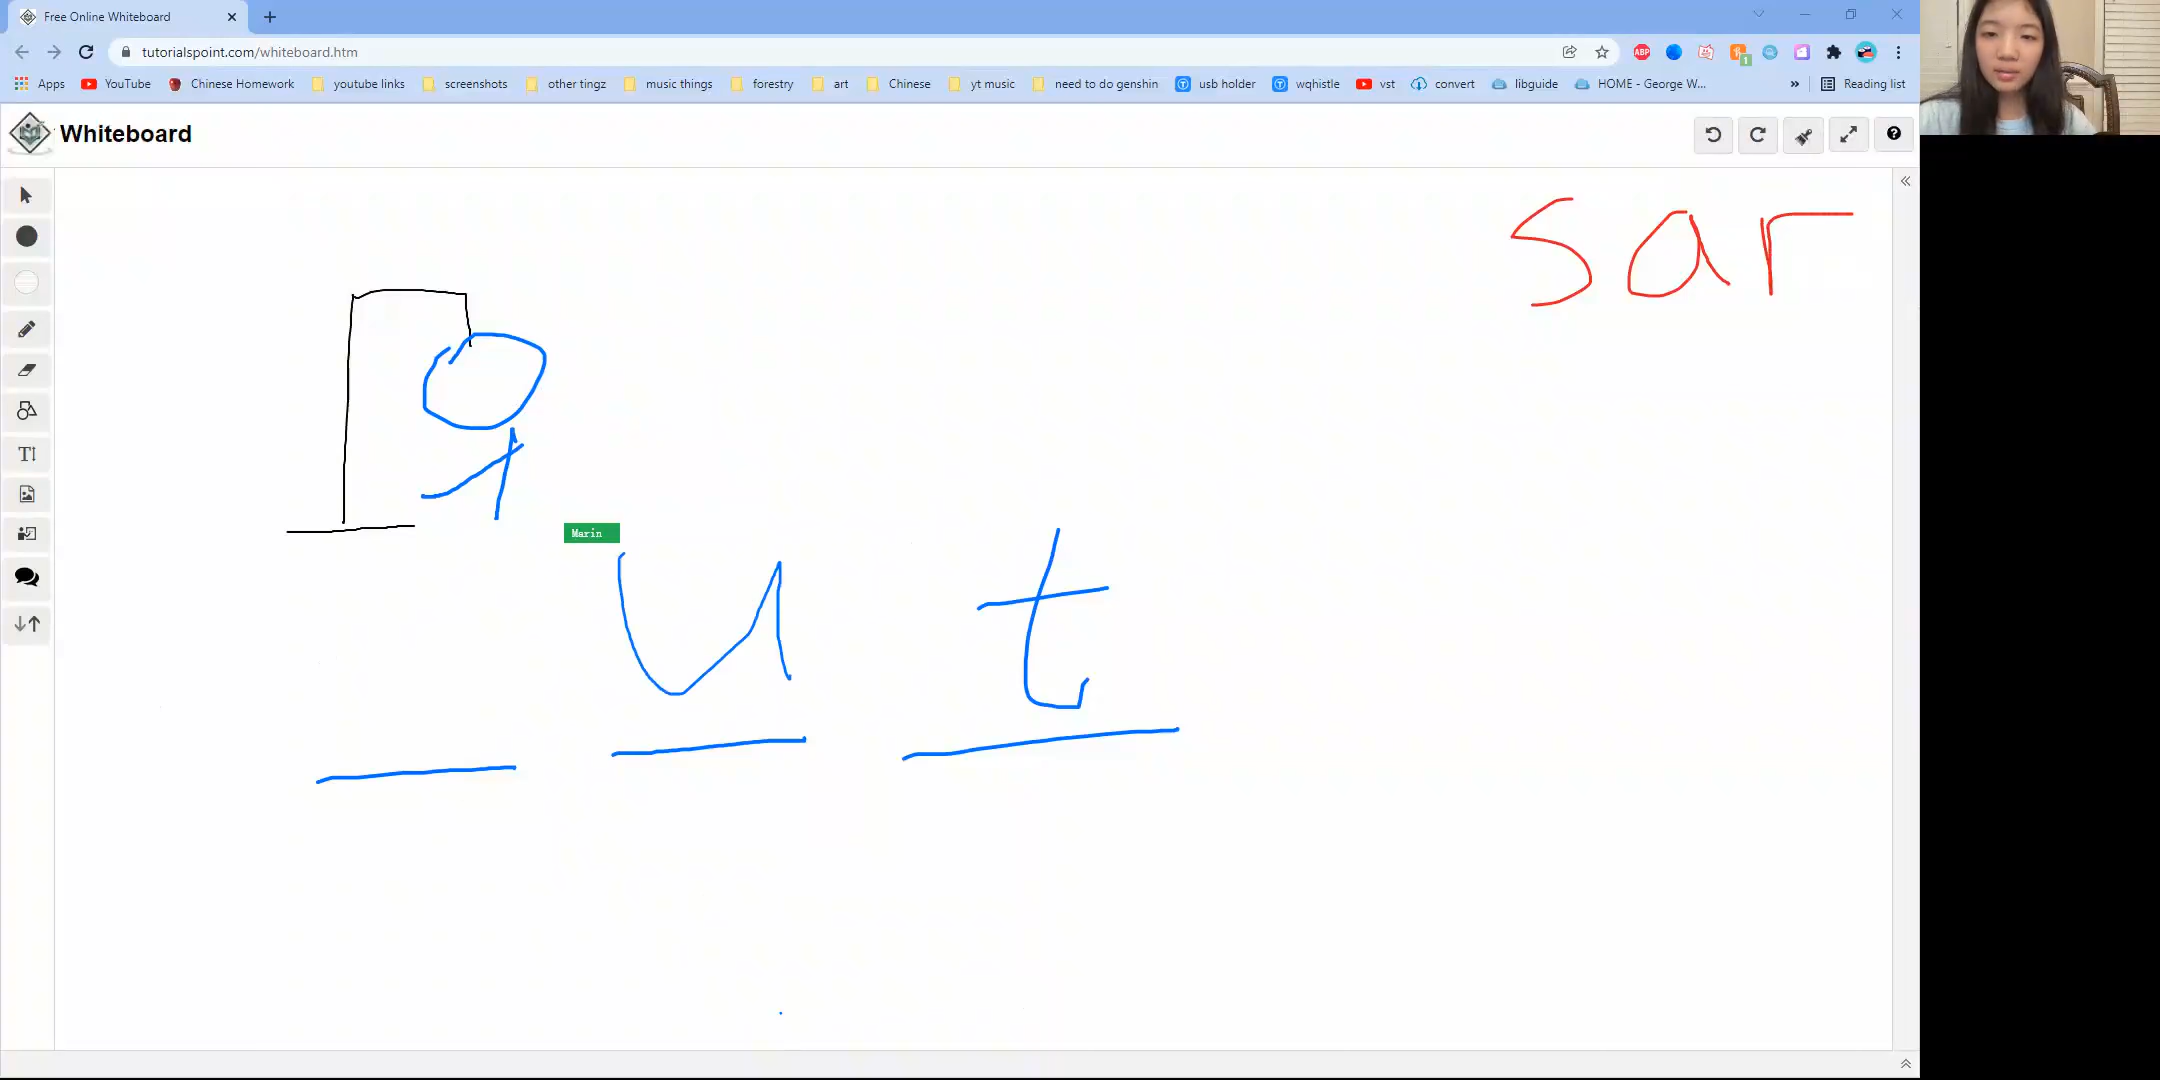 Free Online Whiteboard
tutorialspoint.com/whiteboard.htm
ABP
1
Apps YouTube Chinese Homework youtube links screenshots other tingz music things forestry art Chinese yt music need to do genshin usb holder wqhistle vst convert libguide HOME - George W... » Reading list
Whiteboard
s a r
Marin
u t